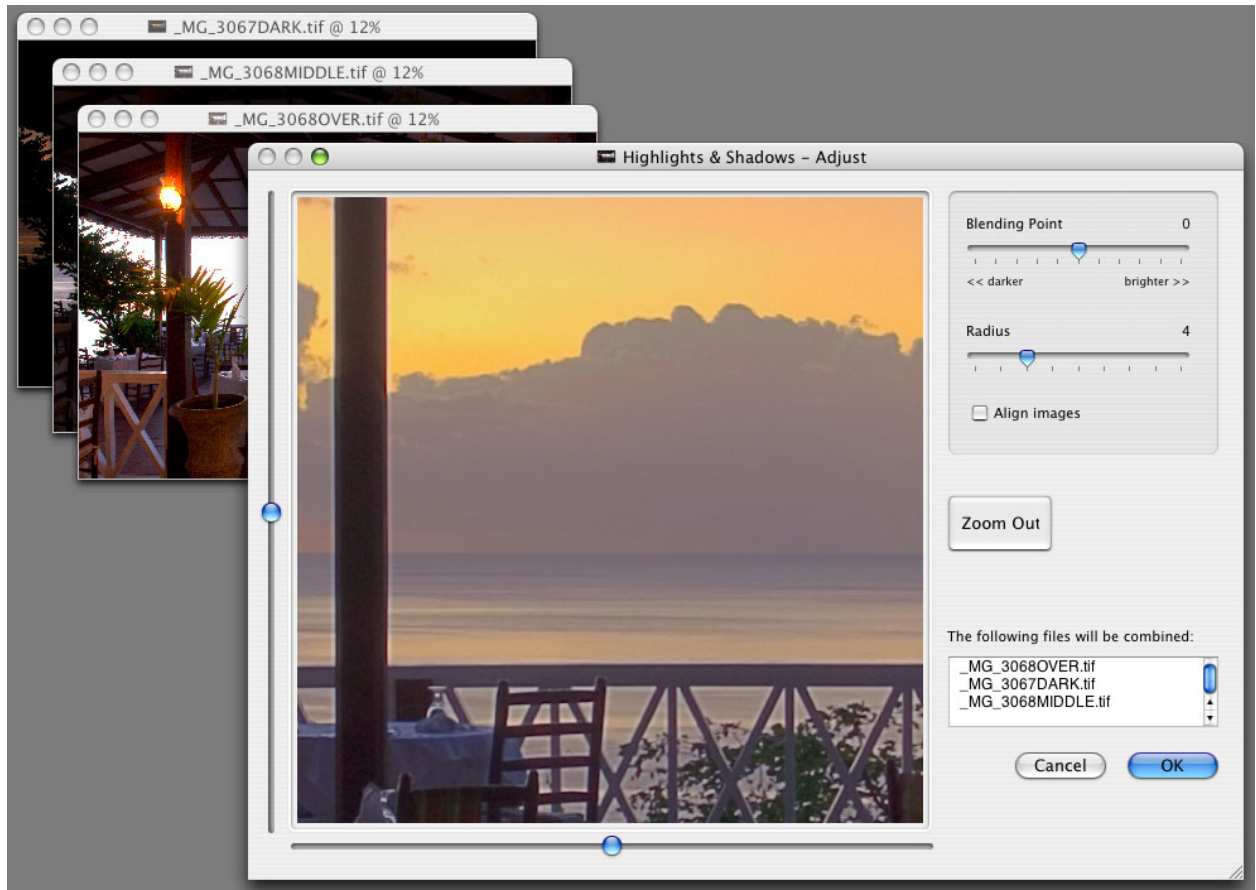 _MG_3067DARK.tif @ 12%
_MG_3068MIDDLE.tif @ 12%
_MG_3068OVER.tif @ 12%
Highlights & Shadows – Adjust
Blending Point 0
<< darker brighter >>
Radius 4
Align images
Zoom Out
The following files will be combined:
_MG_3068OVER.tif
_MG_3067DARK.tif
_MG_3068MIDDLE.tif
Cancel OK